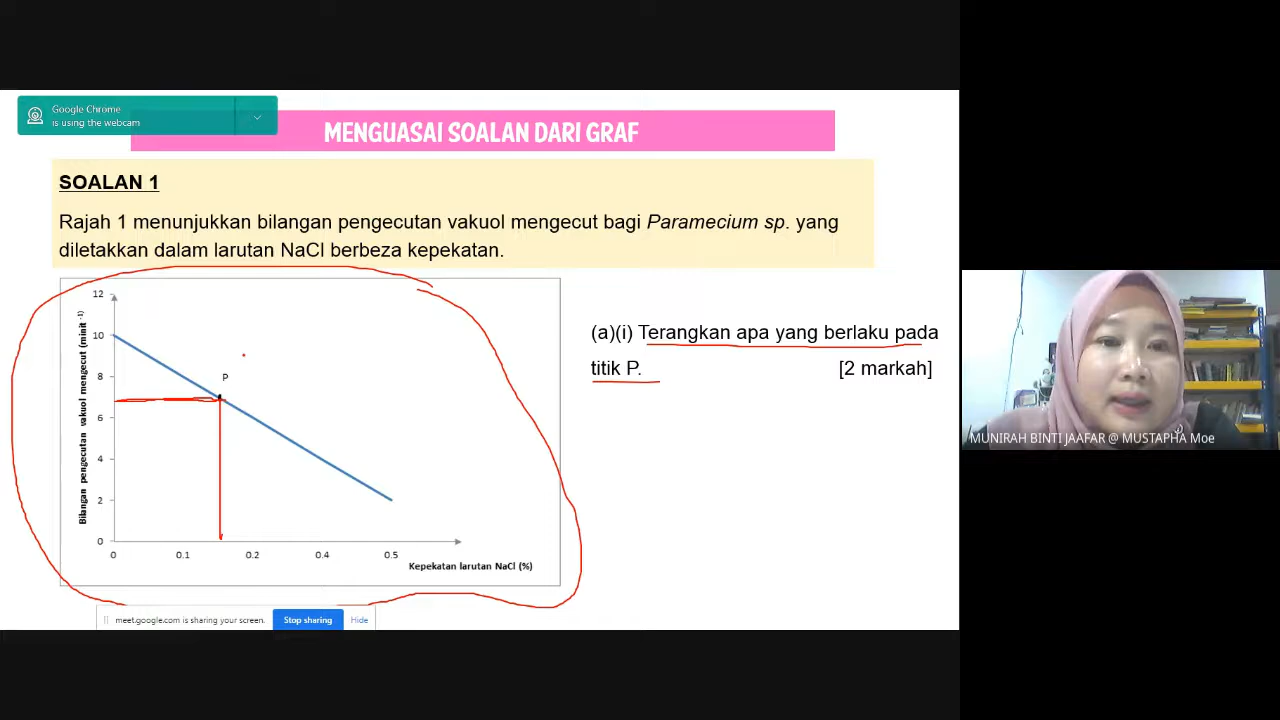 Google Chrome
is using the webcam
MENGUASAI SOALAN DARI GRAF
SOALAN 1
Rajah 1 menunjukkan bilangan pengecutan vakuol mengecut bagi Paramecium sp. yang
diletakkan dalam larutan NaCl berbeza kepekatan.
Bilangan pengecutan vakuol mengecut (minit⁻¹)
12
10
8
6
4
2
0
P
0 0.1 0.2 0.4 0.5
Kepekatan larutan NaCl (%)
(a)(i) Terangkan apa yang berlaku pada
titik P. [2 markah]
MUNIRAH BINTI JAAFAR @ MUSTAPHA Moe
meet.google.com is sharing your screen. Stop sharing Hide